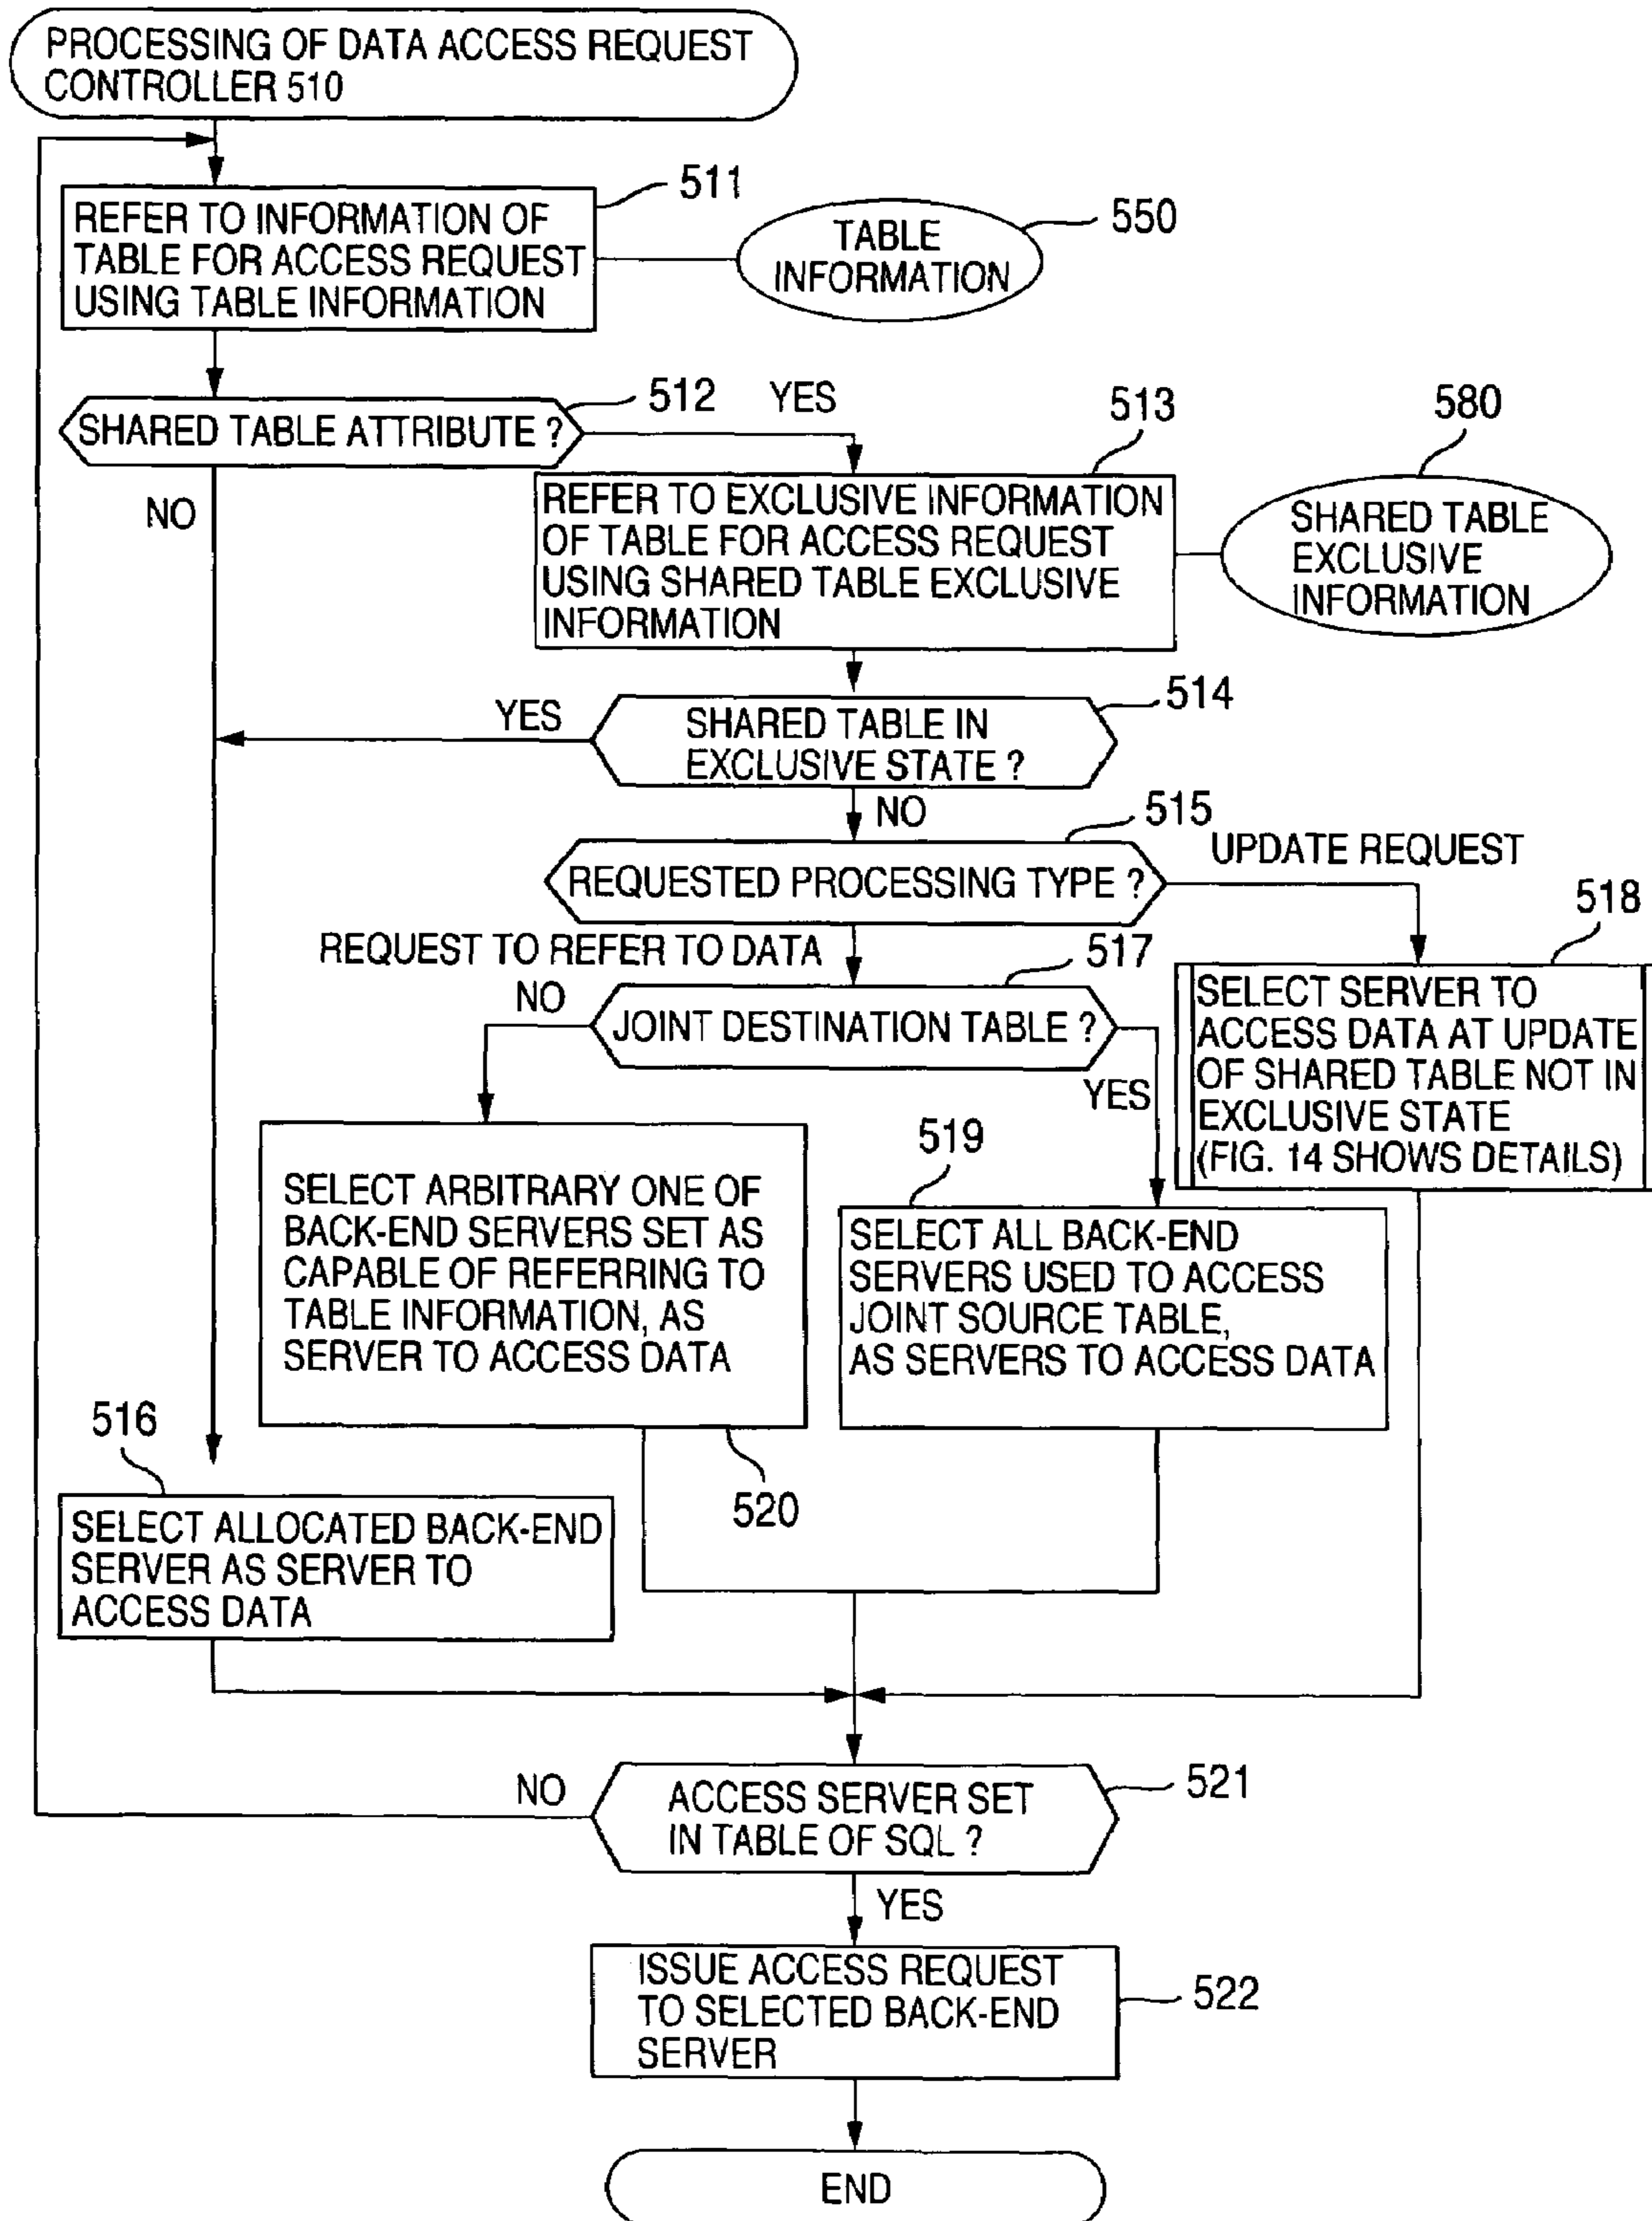 PROCESSING OF DATA ACCESS REQUEST
CONTROLLER 510
511
REFER TO INFORMATION OF
TABLE FOR ACCESS REQUEST
USING TABLE INFORMATION
550
TABLE
INFORMATION
512
YES
SHARED TABLE ATTRIBUTE ?
NO
513
REFER TO EXCLUSIVE INFORMATION
OF TABLE FOR ACCESS REQUEST
USING SHARED TABLE EXCLUSIVE
INFORMATION
580
SHARED TABLE
EXCLUSIVE
INFORMATION
514
YES
SHARED TABLE IN
EXCLUSIVE STATE ?
NO
515
UPDATE REQUEST
REQUESTED PROCESSING TYPE ?
518
REQUEST TO REFER TO DATA
517
NO
JOINT DESTINATION TABLE ?
YES
SELECT SERVER TO
ACCESS DATA AT UPDATE
OF SHARED TABLE NOT IN
EXCLUSIVE STATE
(FIG. 14 SHOWS DETAILS)
519
SELECT ARBITRARY ONE OF
BACK-END SERVERS SET AS
CAPABLE OF REFERRING TO
TABLE INFORMATION, AS
SERVER TO ACCESS DATA
SELECT ALL BACK-END
SERVERS USED TO ACCESS
JOINT SOURCE TABLE,
AS SERVERS TO ACCESS DATA
516
520
SELECT ALLOCATED BACK-END
SERVER AS SERVER TO
ACCESS DATA
NO
521
ACCESS SERVER SET
IN TABLE OF SQL ?
YES
ISSUE ACCESS REQUEST
TO SELECTED BACK-END
SERVER
522
END